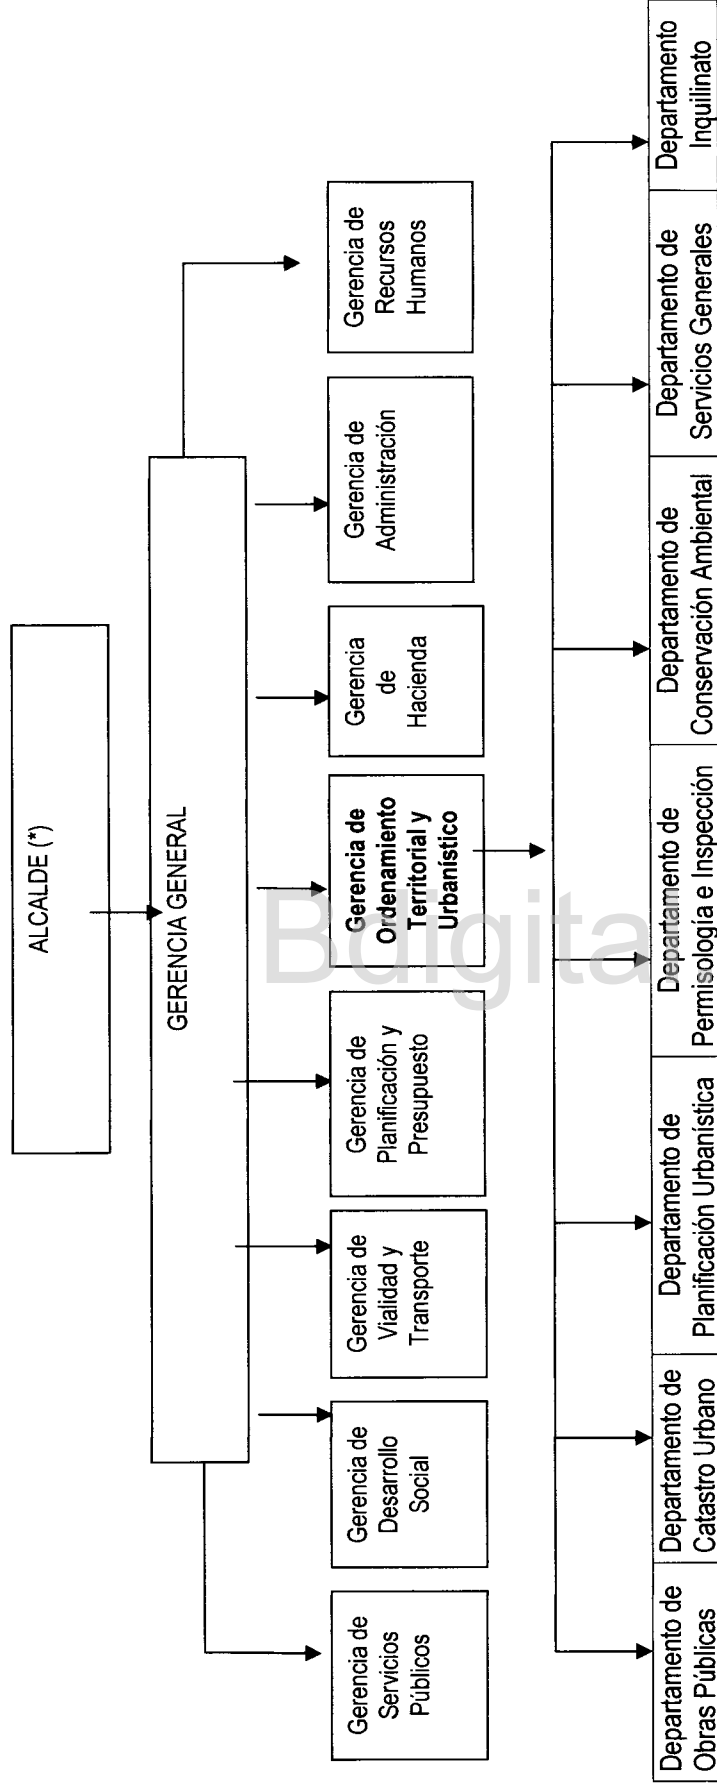 ALCALDE (*)
GERENCIA GENERAL
Gerencia de
Servicios
Públicos
Gerencia de
Desarrollo
Social
Gerencia de
Vialidad y
Transporte
Gerencia de
Planificación y
Presupuesto
Gerencia de
Ordenamiento
Territorial y
Urbanístico
Gerencia
de
Hacienda
Gerencia de
Administración
Gerencia de
Recursos
Humanos
Departamento de
Obras Públicas
Departamento de
Catastro Urbano
Departamento de
Planificación Urbanística
Departamento de
Permisología e Inspección
Departamento de
Conservación Ambiental
Departamento de
Servicios Generales
Departamento
Inquilinato
Bdigita